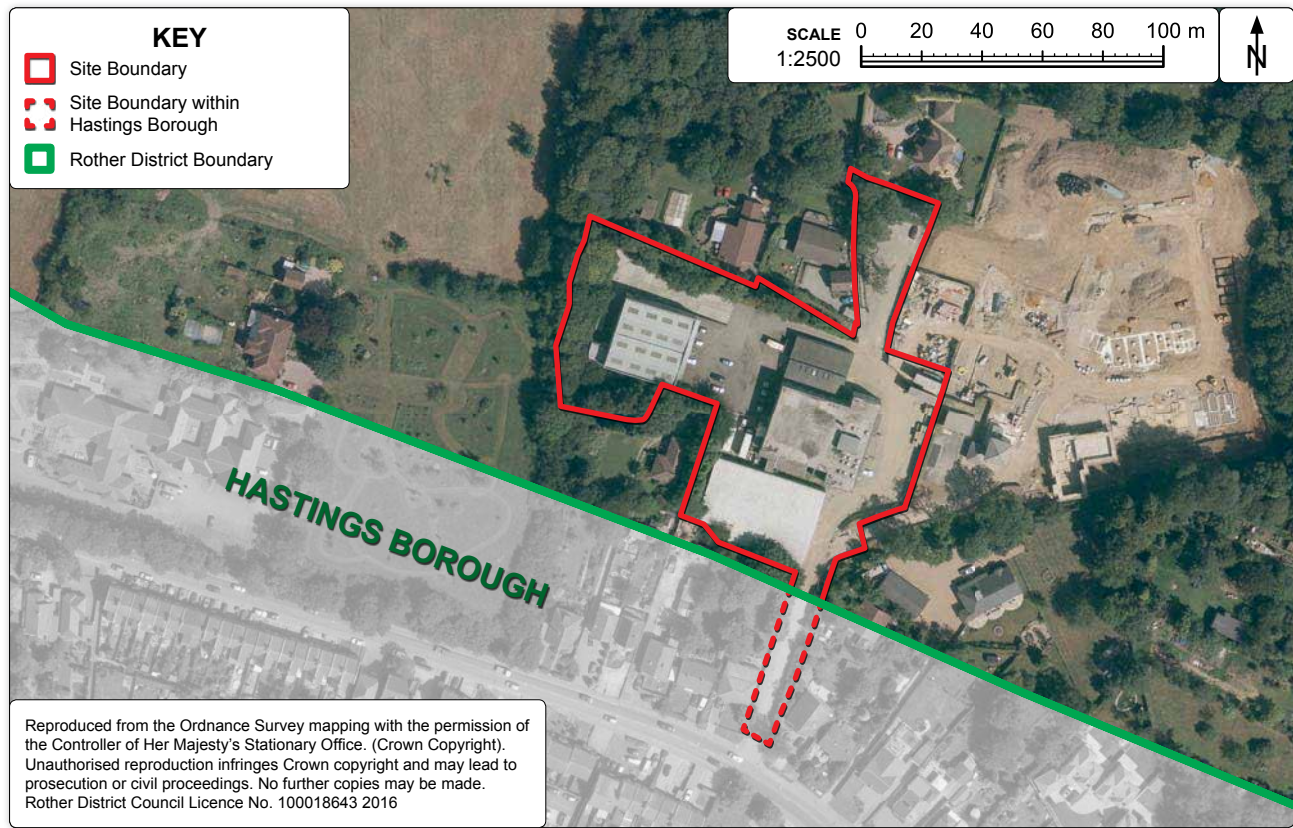 KEY
Site Boundary
Site Boundary within
Hastings Borough
Rother District Boundary
SCALE
1:2500
0 20 40 60 80 100 m
N
HASTINGS BOROUGH
Reproduced from the Ordnance Survey mapping with the permission of
the Controller of Her Majesty’s Stationary Office. (Crown Copyright).
Unauthorised reproduction infringes Crown copyright and may lead to
prosecution or civil proceedings. No further copies may be made.
Rother District Council Licence No. 100018643 2016